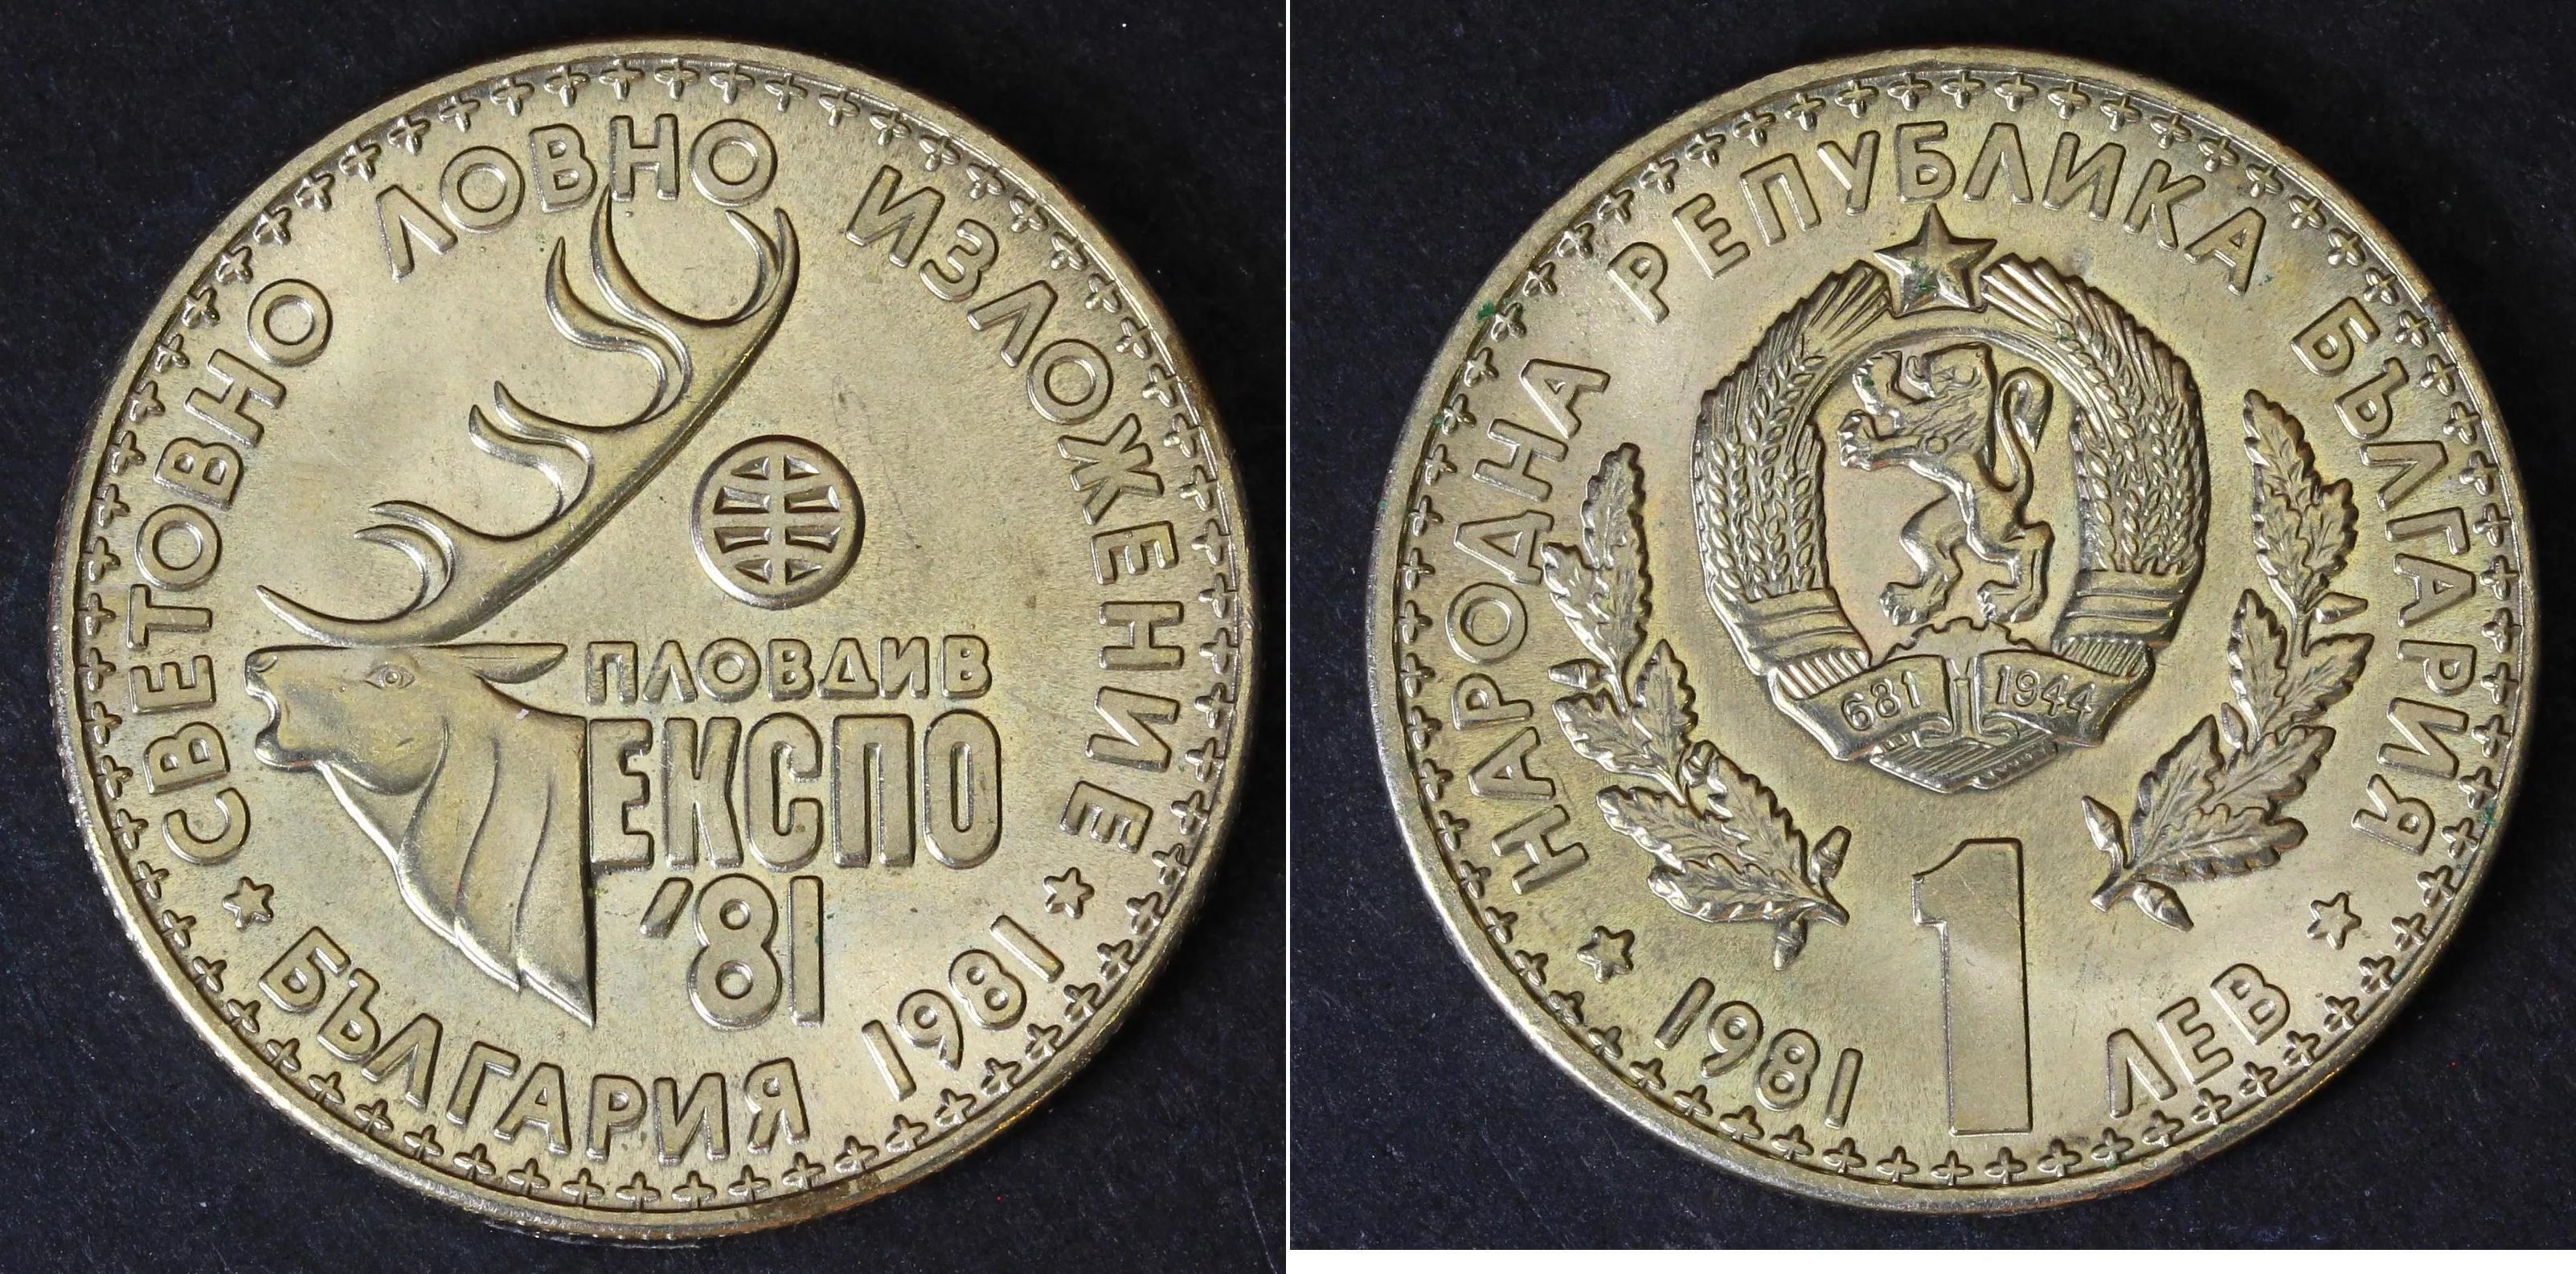 СВЕТОВНО ЛОВНО ИЗЛОЖЕНИЕ
ПЛОВДИВ
ЕКСПО
'81
БЪЛГАРИЯ 1981
НАРОДНА РЕПУБЛИКА БЪЛГАРИЯ
681 1944
1981 1 ЛЕВ